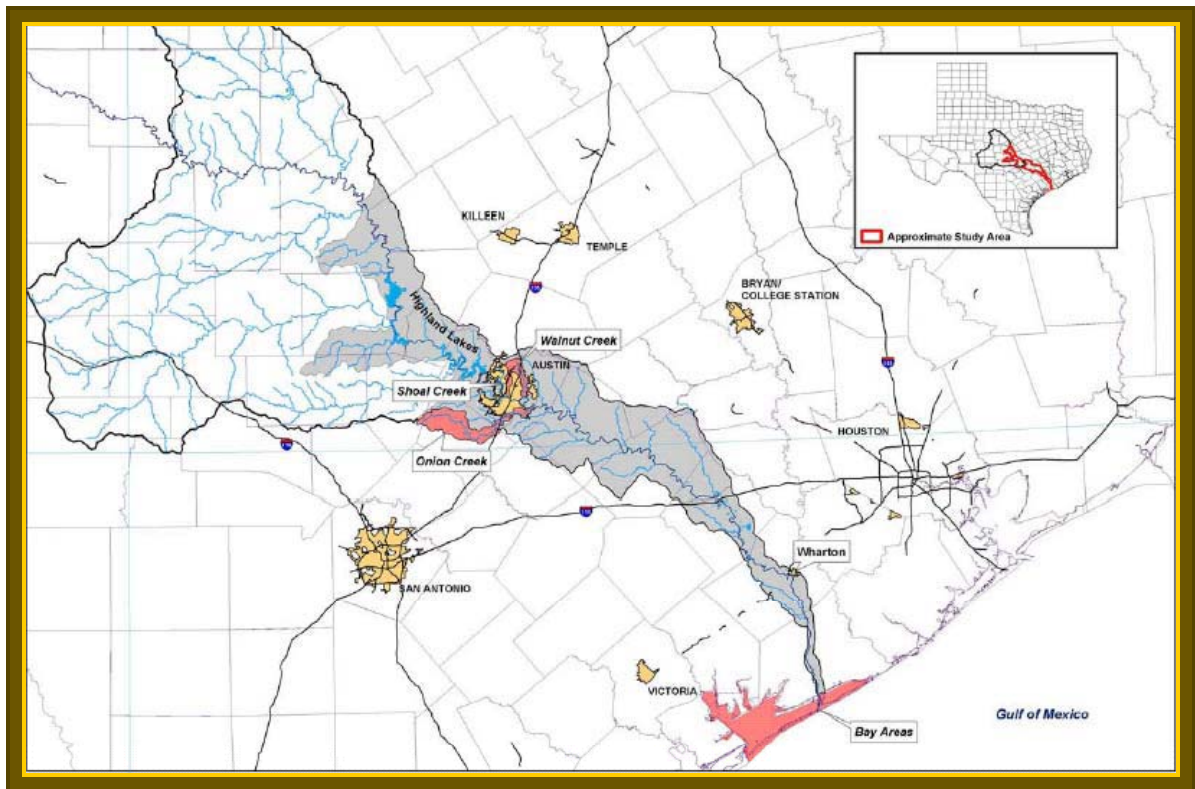 Approximate Study Area
KILLEEN
TEMPLE
BRYAN/
COLLEGE STATION
Highland Lakes
Walnut Creek
AUSTIN
Shoal Creek
HOUSTON
Onion Creek
Wharton
SAN ANTONIO
VICTORIA
Gulf of Mexico
Bay Areas